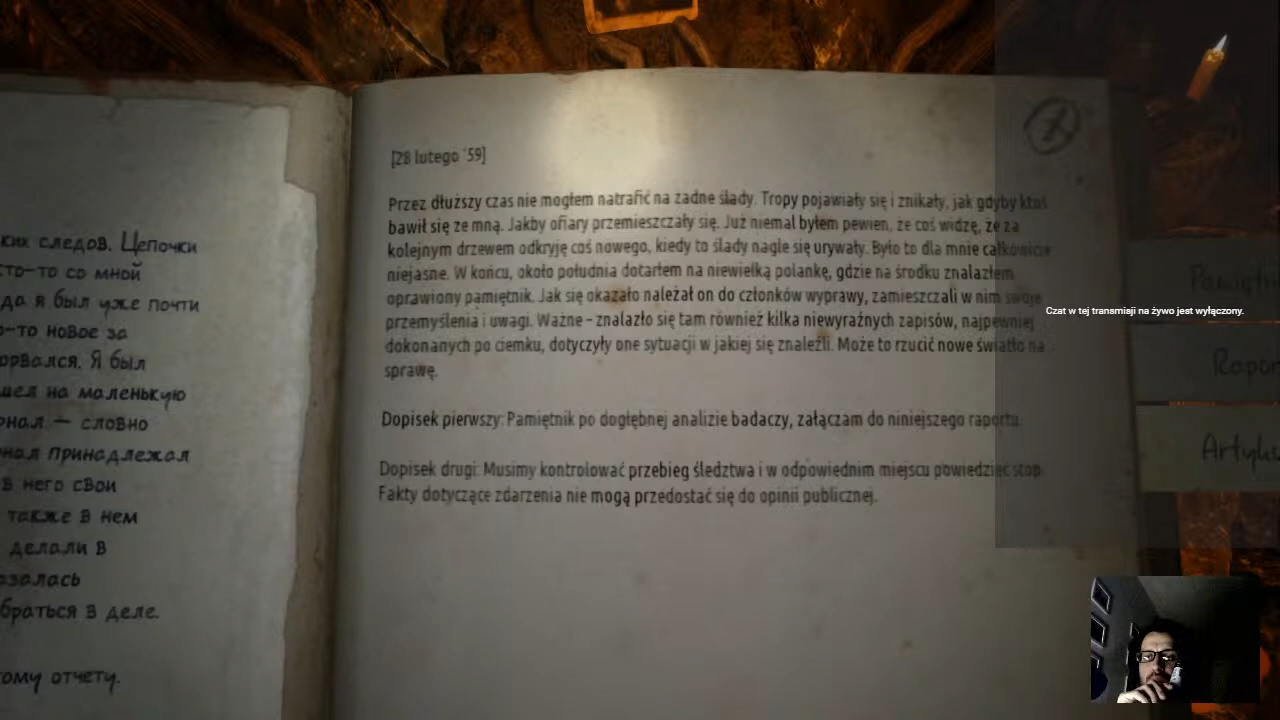 ких следов. Цепочки
то-то со мной
да я был уже почти
о-то новое за
орвался. Я был
шел на маленькую
нал — словно
нал принадлежал
в него свои
также в нем
делали в
азалась
браться в деле.
ому отчету.
[28 lutego '59]
Przez dłuższy czas nie mogłem natrafić na żadne ślady. Tropy pojawiały się i znikały, jak gdyby ktoś
bawił się ze mną. Jakby ofiary przemieszczały się. Już niemal byłem pewien, że coś widzę, że za
kolejnym drzewem odkryję coś nowego, kiedy to ślady nagle się urywały. Było to dla mnie całkowicie
niejasne. W końcu, około południa dotarłem na niewielką polankę, gdzie na środku znalazłem
oprawiony pamiętnik. Jak się okazało należał on do członków wyprawy, zamieszczali w nim swoje
przemyślenia i uwagi. Ważne - znalazło się tam również kilka niewyraźnych zapisów, najpewniej
dokonanych po ciemku, dotyczyły one sytuacji w jakiej się znaleźli. Może to rzucić nowe światło na
sprawę.
Dopisek pierwszy: Pamiętnik po dogłębnej analizie badaczy, załączam do niniejszego raportu.
Dopisek drugi: Musimy kontrolować przebieg śledztwa i w odpowiednim miejscu powiedzieć stop.
Fakty dotyczące zdarzenia nie mogą przedostać się do opinii publicznej.
Czat w tej transmisji na żywo jest wyłączony.